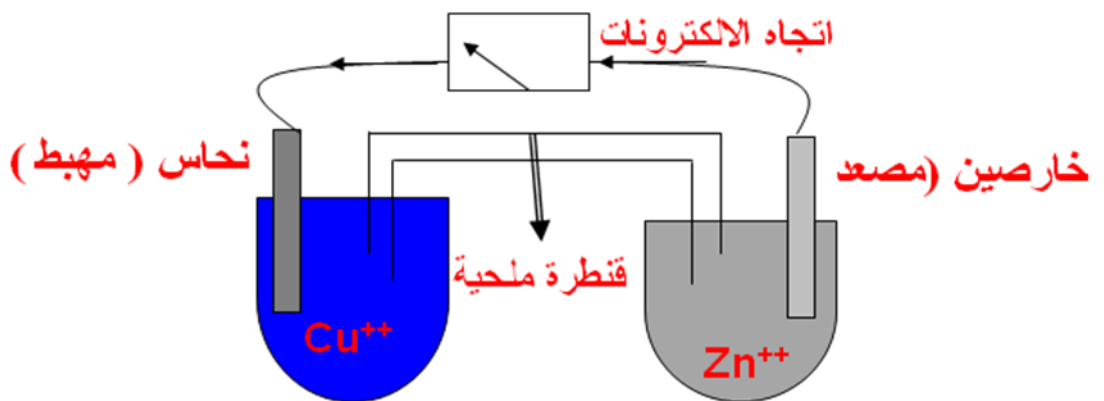 اتجاه الالكترونات
نحاس ( مهبط )
خارصين (مصعد
قنطرة ملحية
Cu++
Zn++